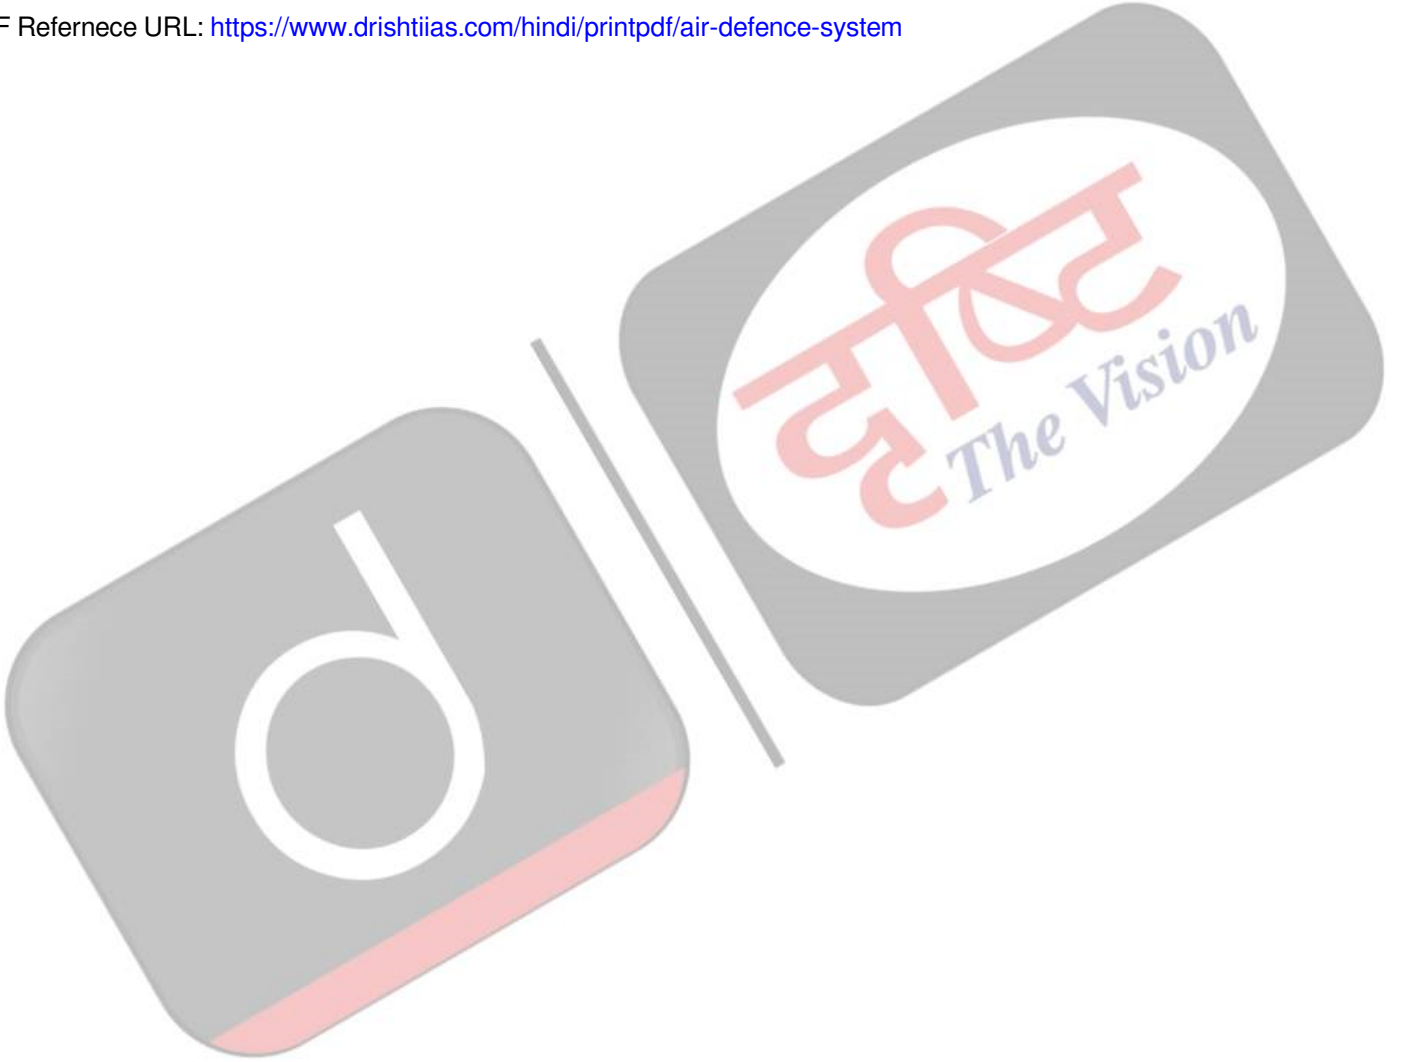 F Refernece URL: https://www.drishtiias.com/hindi/printpdf/air-defence-system
दृष्टि
The Vision
d